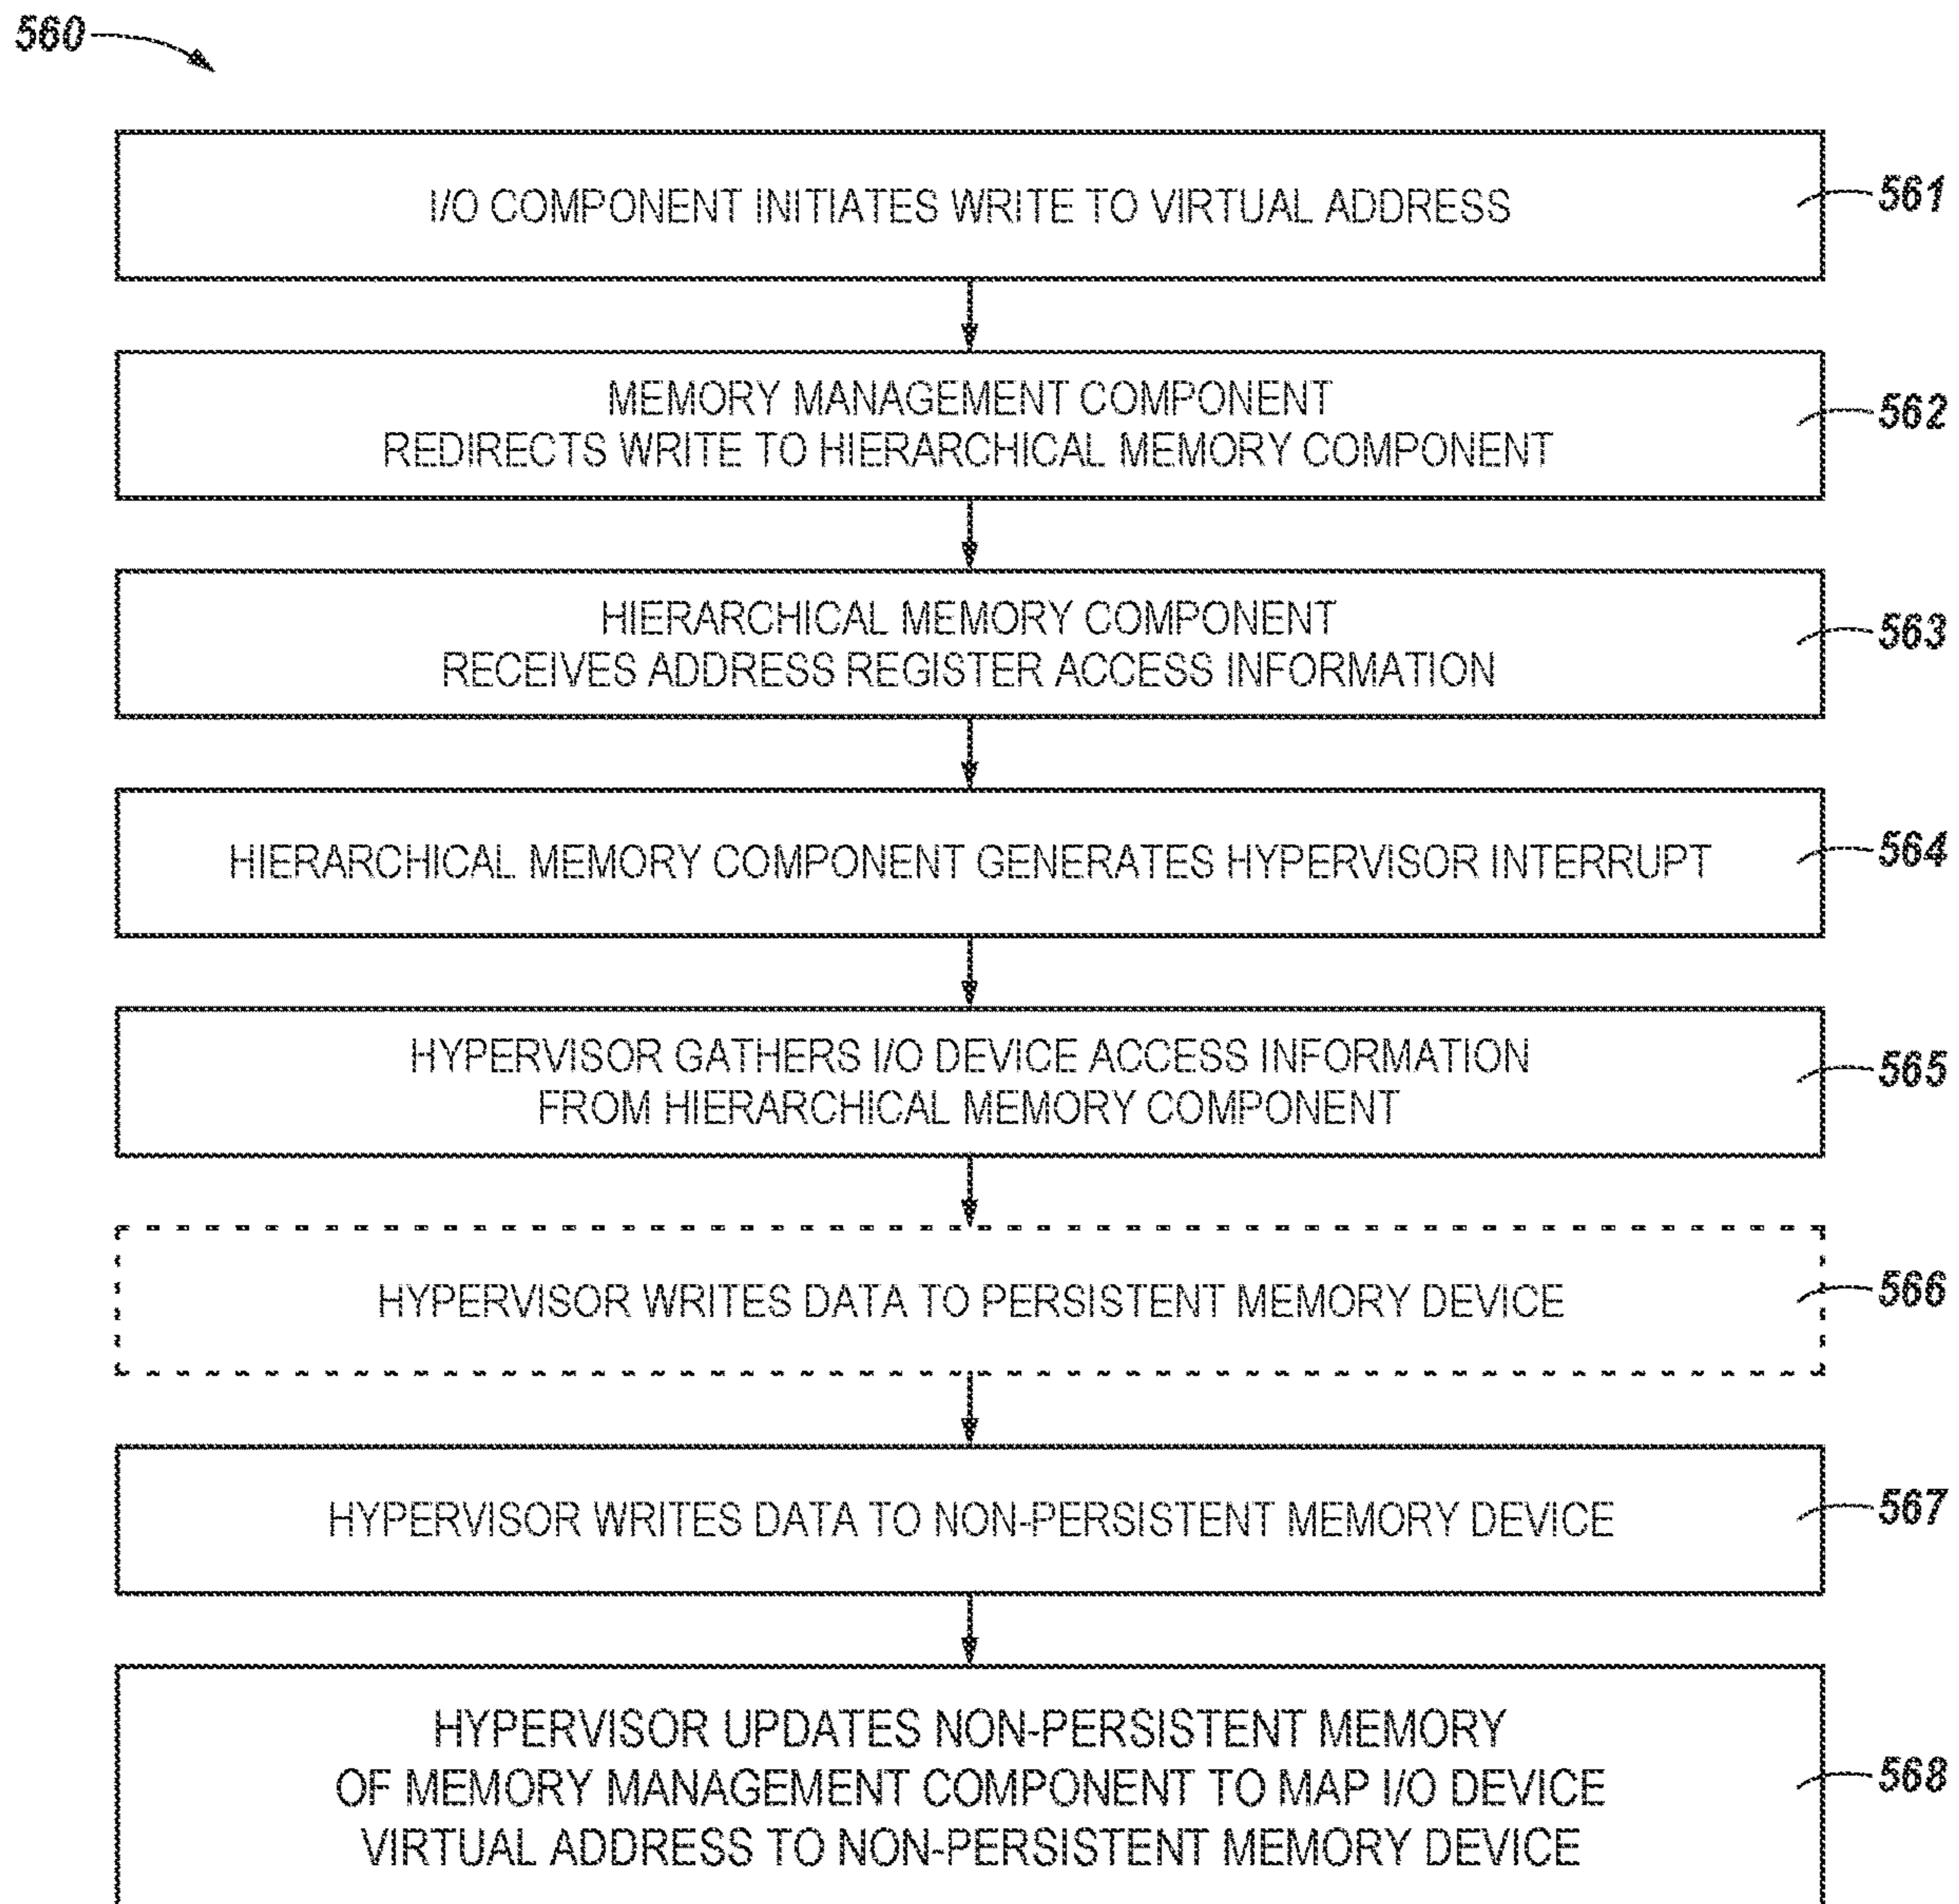 560
I/O COMPONENT INITIATES WRITE TO VIRTUAL ADDRESS
561
MEMORY MANAGEMENT COMPONENT
REDIRECTS WRITE TO HIERARCHICAL MEMORY COMPONENT
562
HIERARCHICAL MEMORY COMPONENT
RECEIVES ADDRESS REGISTER ACCESS INFORMATION
563
HIERARCHICAL MEMORY COMPONENT GENERATES HYPERVISOR INTERRUPT
564
HYPERVISOR GATHERS I/O DEVICE ACCESS INFORMATION
FROM HIERARCHICAL MEMORY COMPONENT
565
HYPERVISOR WRITES DATA TO PERSISTENT MEMORY DEVICE
566
HYPERVISOR WRITES DATA TO NON-PERSISTENT MEMORY DEVICE
567
HYPERVISOR UPDATES NON-PERSISTENT MEMORY
OF MEMORY MANAGEMENT COMPONENT TO MAP I/O DEVICE
VIRTUAL ADDRESS TO NON-PERSISTENT MEMORY DEVICE
568